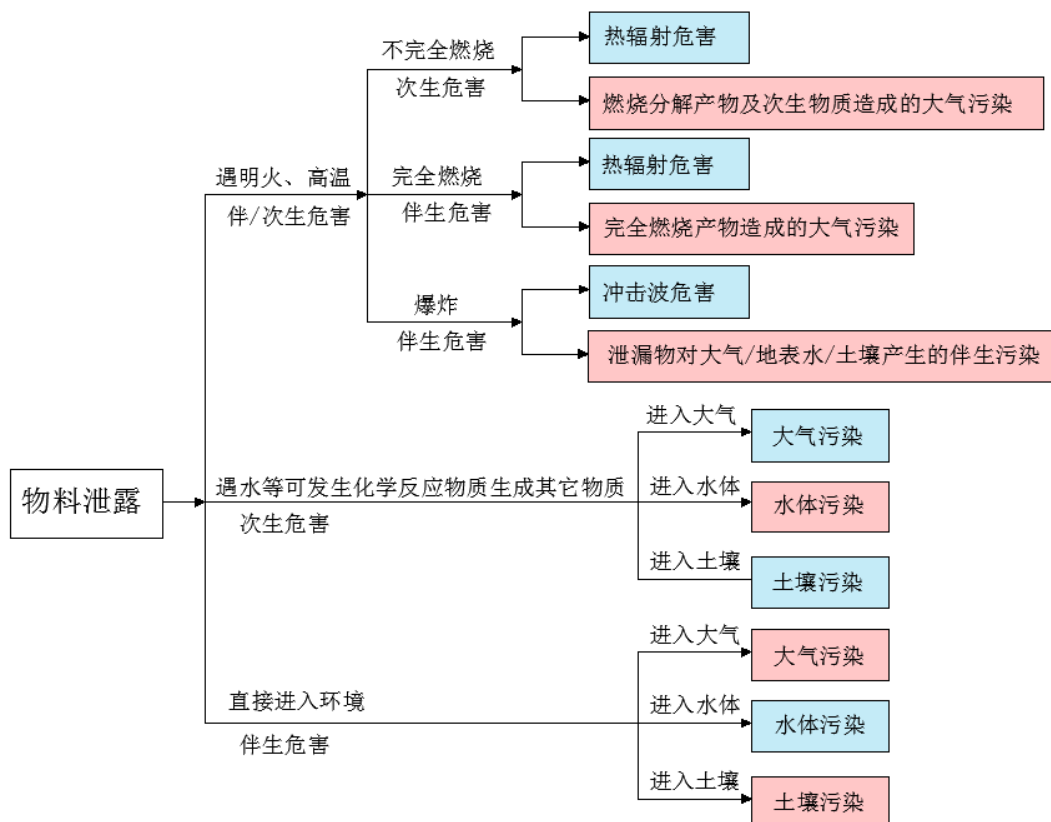 热辐射危害
不完全燃烧
次生危害
燃烧分解产物及次生物质造成的大气污染
热辐射危害
遇明火、高温
完全燃烧
伴/次生危害
伴生危害
完全燃烧产物造成的大气污染
冲击波危害
爆炸
伴生危害
泄漏物对大气/地表水/土壤产生的伴生污染
进入大气
大气污染
物料泄露
遇水等可发生化学反应物质生成其它物质
进入水体
水体污染
次生危害
进入土壤
土壤污染
进入大气
大气污染
直接进入环境
进入水体
水体污染
伴生危害
进入土壤
土壤污染